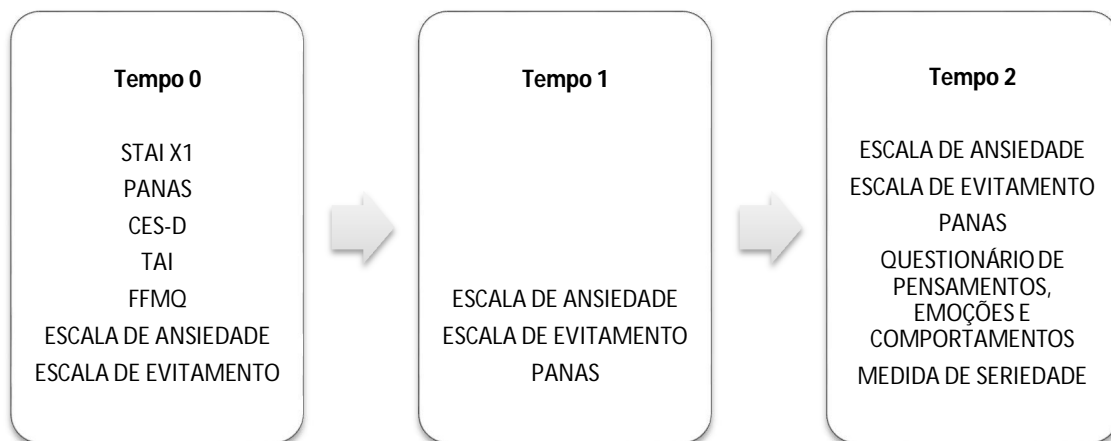 Tempo 0
STAI X1
PANAS
CES-D
TAI
FFMQ
ESCALA DE ANSIEDADE
ESCALA DE EVITAMENTO
Tempo 1
ESCALA DE ANSIEDADE
ESCALA DE EVITAMENTO
PANAS
Tempo 2
ESCALA DE ANSIEDADE
ESCALA DE EVITAMENTO
PANAS
QUESTIONÁRIO DE
PENSAMENTOS,
EMOÇÕES E
COMPORTAMENTOS
MEDIDA DE SERIEDADE